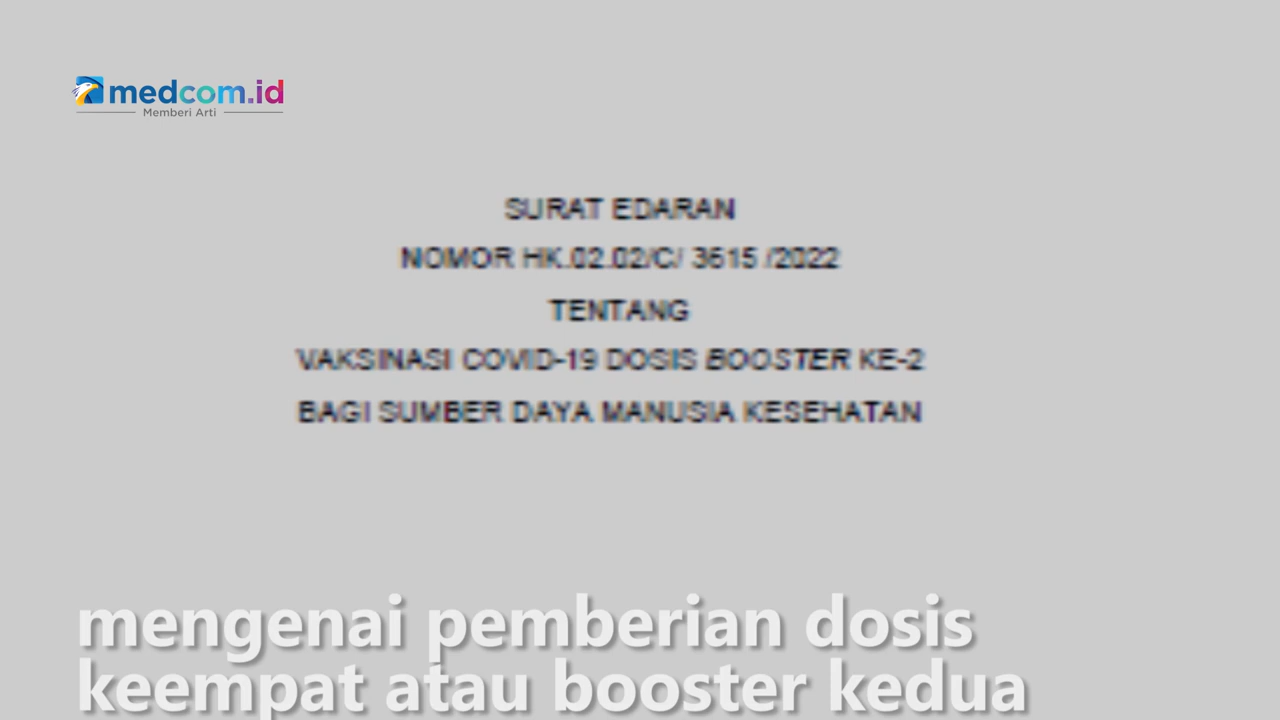 medcom.id
Memberi Arti
SURAT EDARAN
NOMOR HK.02.02/C/ 3615 /2022
TENTANG
VAKSINASI COVID-19 DOSIS BOOSTER KE-2
BAGI SUMBER DAYA MANUSIA KESEHATAN
mengenai pemberian dosis
keempat atau booster kedua